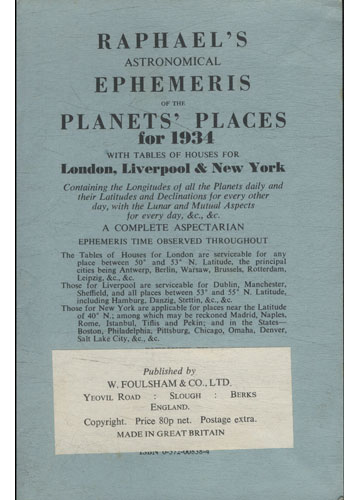 RAPHAEL'S
ASTRONOMICAL
EPHEMERIS
OF THE
PLANETS' PLACES
for 1934
WITH TABLES OF HOUSES FOR
London, Liverpool & New York
Containing the Longitudes of all the Planets daily and
their Latitudes and Declinations for every other
day, with the Lunar and Mutual Aspects
for every day, &c., &c.
A COMPLETE ASPECTARIAN
EPHEMERIS TIME OBSERVED THROUGHOUT
The Tables of Houses for London are serviceable for any
place between 50° and 53° N. Latitude, the principal
cities being Antwerp, Berlin, Warsaw, Brussels, Rotterdam,
Leipzig, &c., &c.
Those for Liverpool are serviceable for Dublin, Manchester,
Sheffield, and all places between 53° and 55° N. Latitude,
including Hamburg, Danzig, Stettin, &c., &c.
Those for New York are applicable for places near the Latitude
of 40° N.; among which may be reckoned Madrid, Naples,
Rome, Istanbul, Tiflis and Pekin; and in the States—
Boston, Philadelphia, Pittsburg, Chicago, Omaha, Denver,
Salt Lake City, &c., &c.
Published by
W. FOULSHAM & CO., LTD.
YEOVIL ROAD : SLOUGH : BERKS
ENGLAND.
Copyright. Price 80p net. Postage extra.
MADE IN GREAT BRITAIN